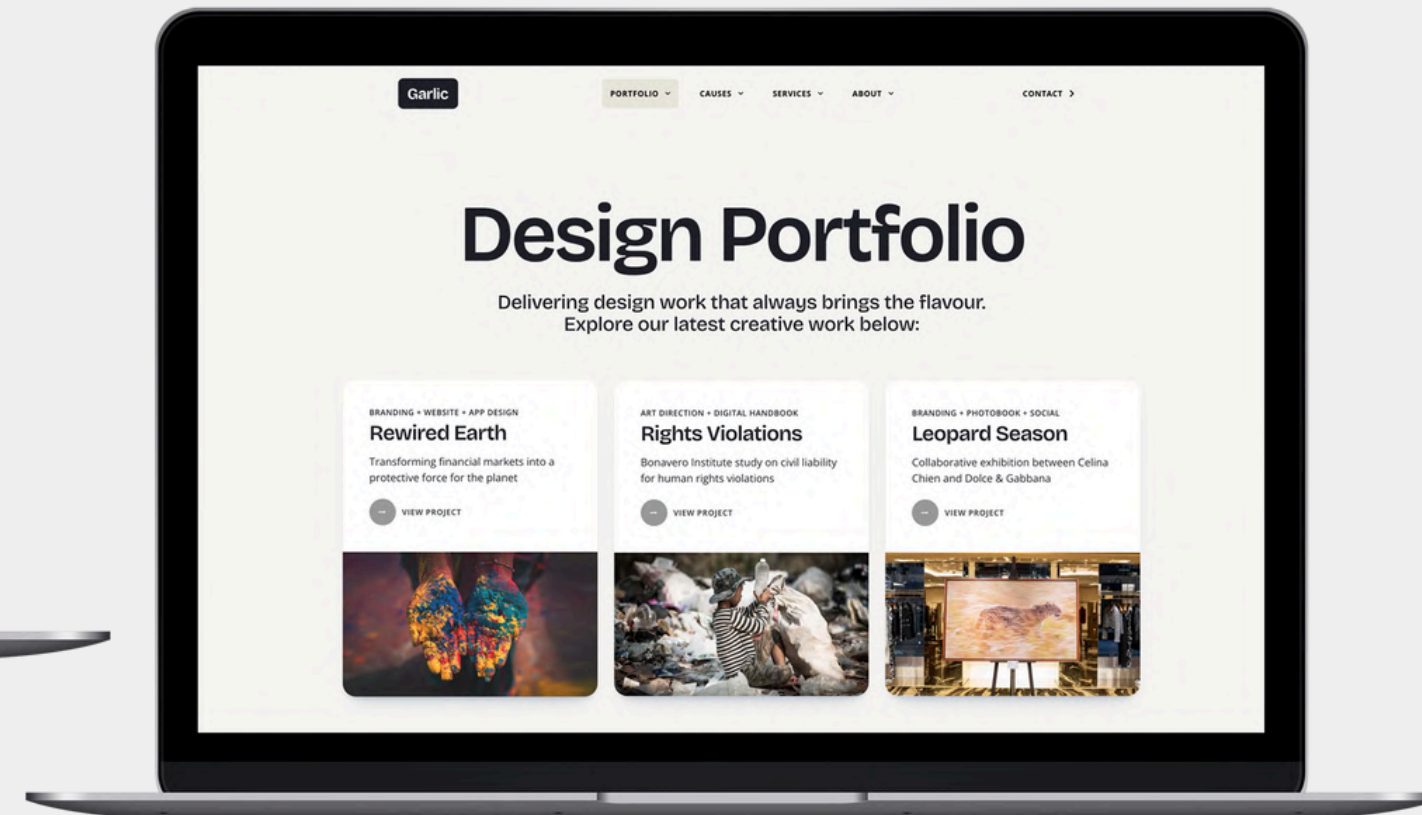 Garlic
PORTFOLIO
CAUSES
SERVICES
ABOUT
CONTACT
Design Portfolio
Delivering design work that always brings the flavour.
Explore our latest creative work below:
BRANDING + WEBSITE + APP DESIGN
Rewired Earth
Transforming financial markets into a
protective force for the planet
VIEW PROJECT
ART DIRECTION + DIGITAL HANDBOOK
Rights Violations
Bonavero Institute study on civil liability
for human rights violations
VIEW PROJECT
BRANDING + PHOTOBOOK + SOCIAL
Leopard Season
Collaborative exhibition between Celina
Chien and Dolce & Gabbana
VIEW PROJECT